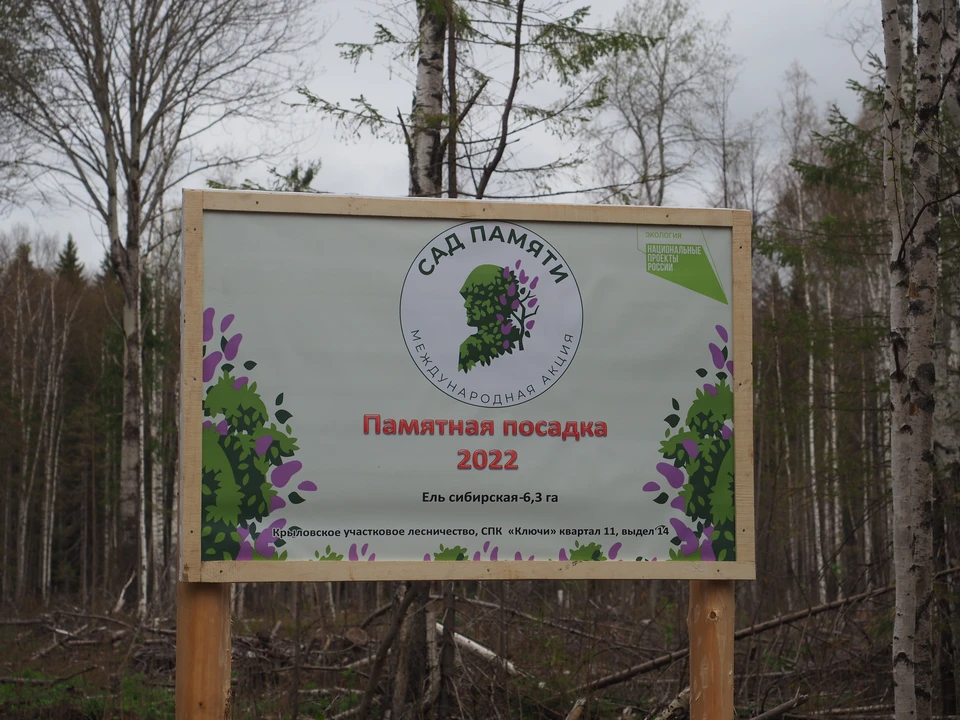 САД ПАМЯТИ
МЕЖДУНАРОДНАЯ АКЦИЯ
ЭКОЛОГИЯ
НАЦИОНАЛЬНЫЕ
ПРОЕКТЫ
РОССИИ
Памятная посадка
2022
Ель сибирская-6,3 га
Крыловское участковое лесничество, СПК «Ключи» квартал 11, выдел 14